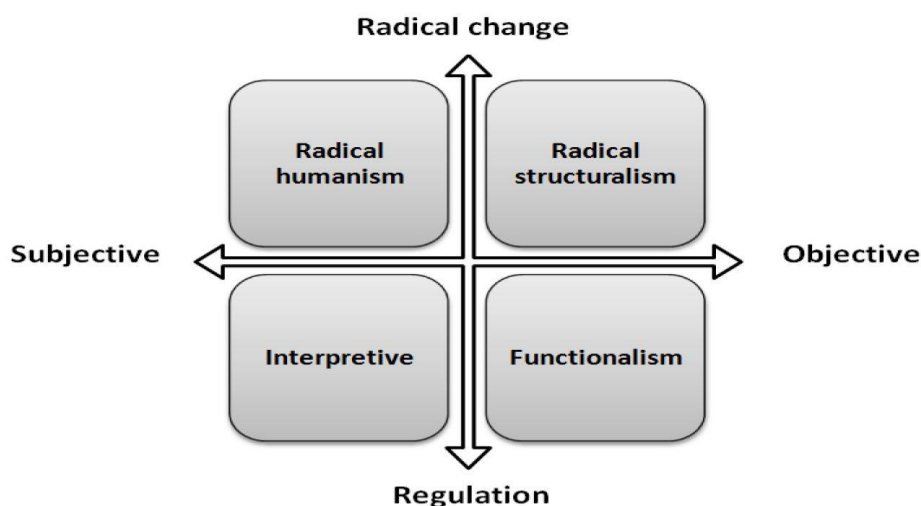 Radical change
Radical
humanism
Radical
structuralism
Subjective
Objective
Interpretive
Functionalism
Regulation